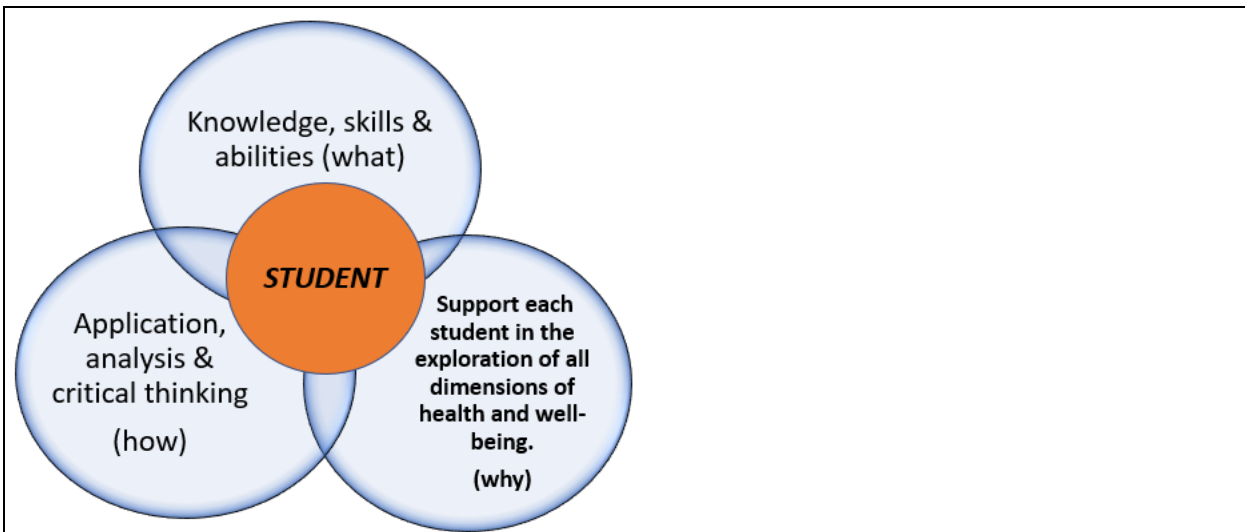 Knowledge, skills &
abilities (what)
STUDENT
Application,
analysis &
critical thinking
(how)
Support each
student in the
exploration of all
dimensions of
health and well-
being.
(why)